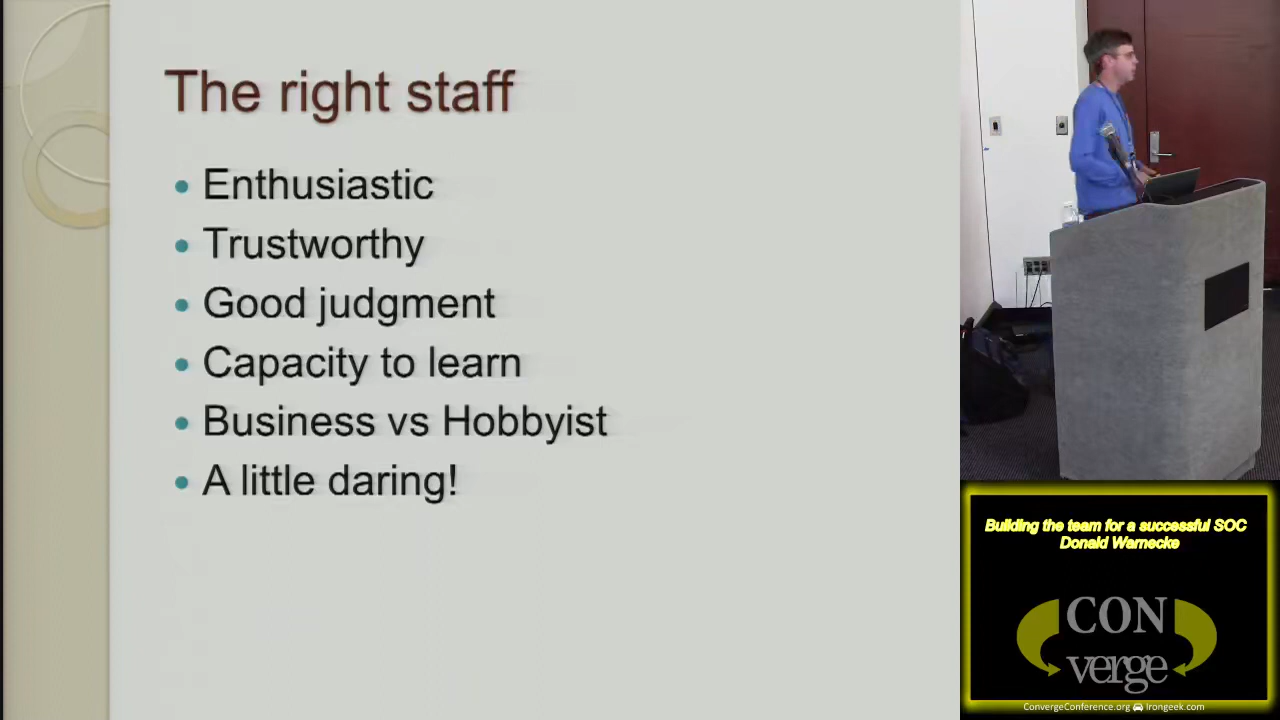 The right staff
Enthusiastic
Trustworthy
Good judgment
Capacity to learn
Business vs Hobbyist
A little daring!
Building the team for a successful SOC
Donald Warnecke
CON
verge
ConvergeConference.org Irongeek.com